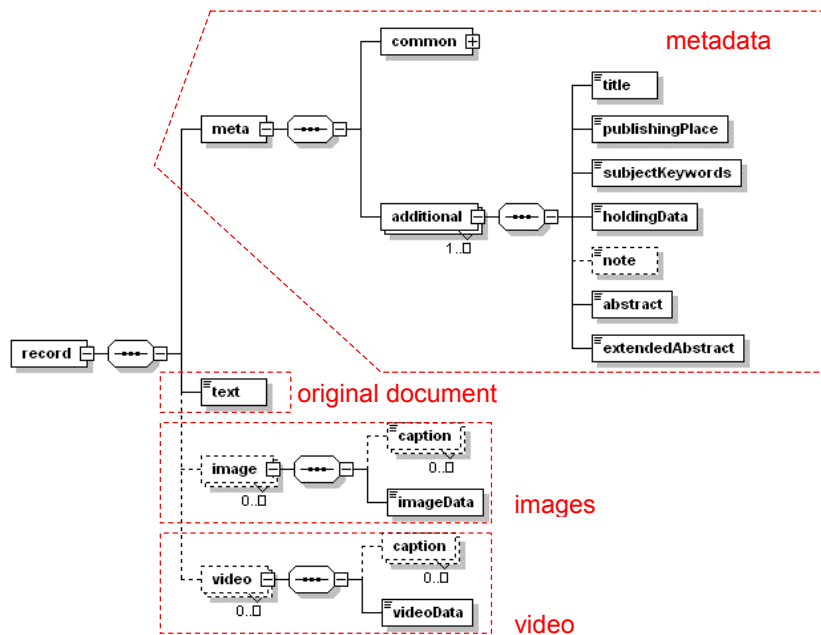 common
metadata
title
meta
publishingPlace
subjectKeywords
additional
holdingData
1..
note
abstract
record
extendedAbstract
text
original document
caption
0..
image
0..
imageData
images
caption
0..
video
0..
videoData
video